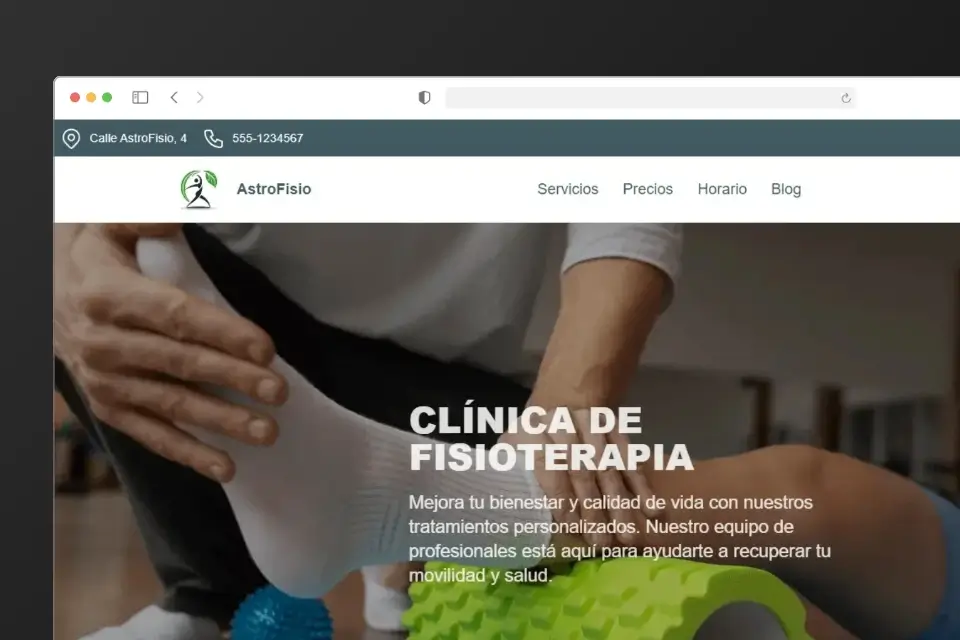 Calle AstroFisio, 4
555-1234567
AstroFisio
Servicios
Precios
Horario
Blog
CLÍNICA DE
FISIOTERAPIA
Mejora tu bienestar y calidad de vida con nuestros
tratamientos personalizados. Nuestro equipo de
profesionales está aquí para ayudarte a recuperar tu
movilidad y salud.